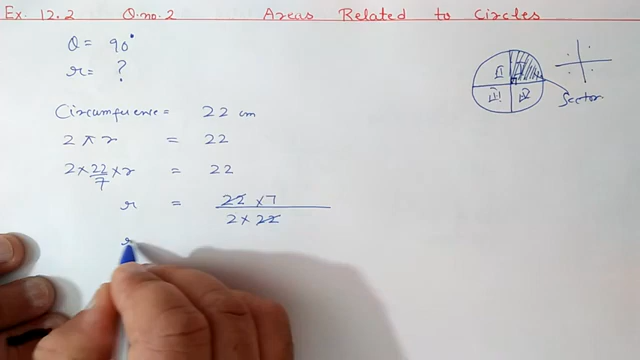 Ex. 12.2 Q.no.2 Areas Related to Circles
θ = 90°
r = ?
Circumference = 22 cm
2 π r = 22
2 × 22/7 × r = 22
r = 22 × 7 / 2 × 22
r
II I
III IV
Sector